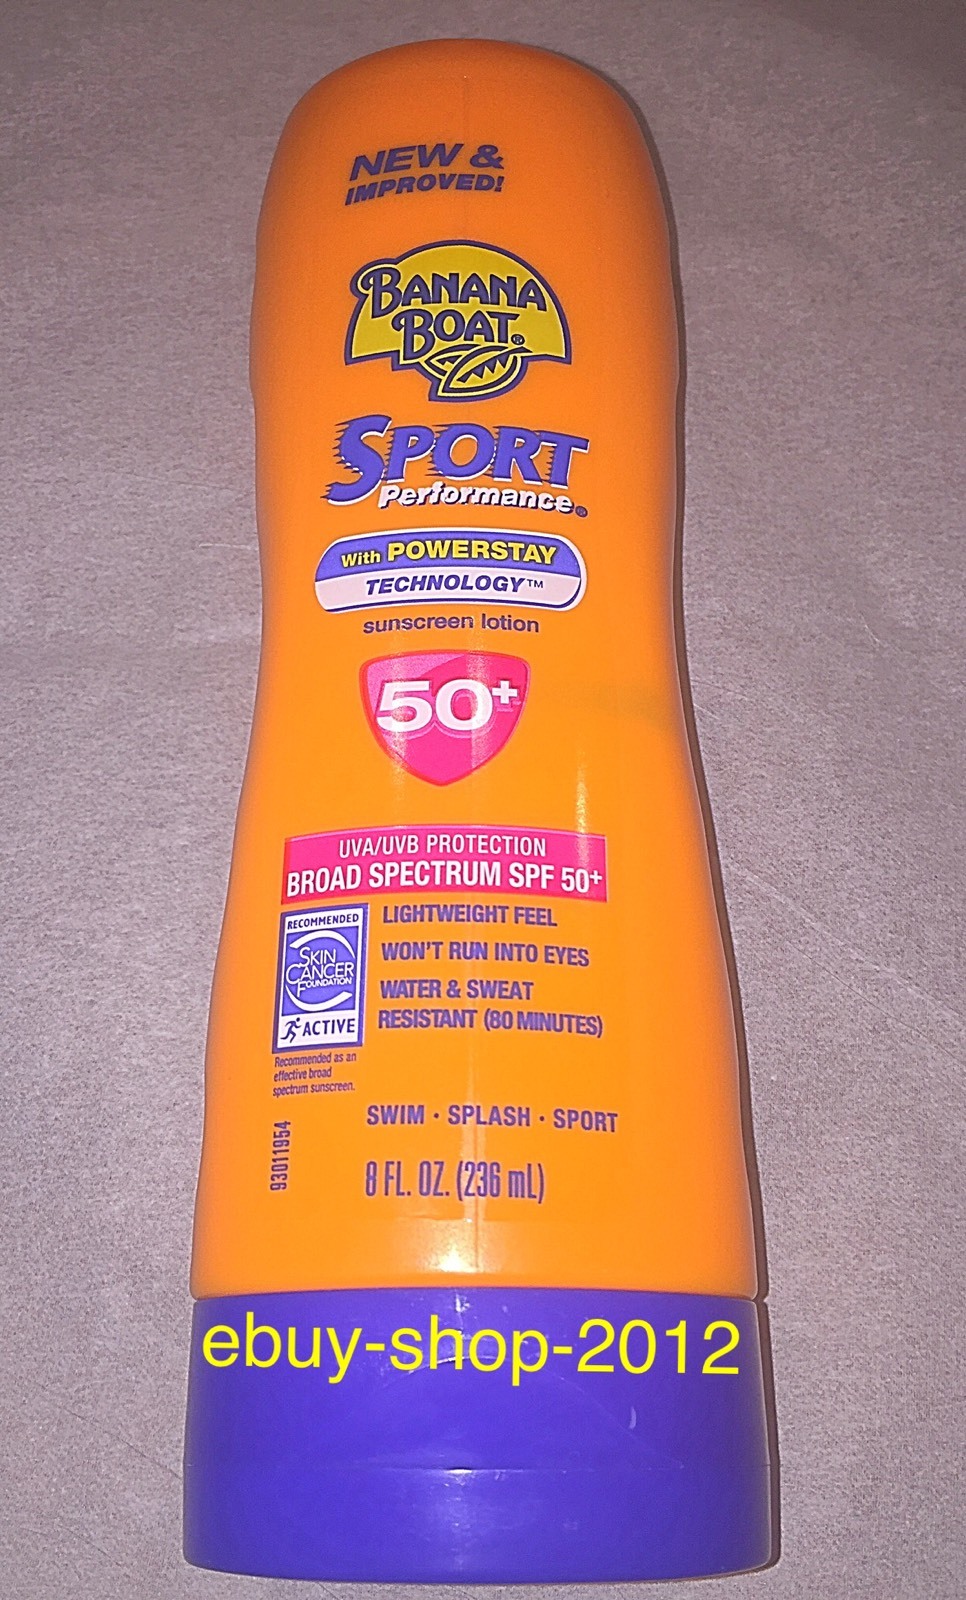 NEW &
IMPROVED!
BANANA
BOAT®
SPORT
Performance®
With POWERSTAY
TECHNOLOGY™
sunscreen lotion
50+
UVA/UVB PROTECTION
BROAD SPECTRUM SPF 50+
RECOMMENDED
SKIN
CANCER
FOUNDATION
ACTIVE
Recommended as an
effective broad
spectrum sunscreen.
LIGHTWEIGHT FEEL
WON'T RUN INTO EYES
WATER & SWEAT
RESISTANT (80 MINUTES)
93011954
SWIM · SPLASH · SPORT
8 FL. OZ. (236 mL)
ebuy-shop-2012